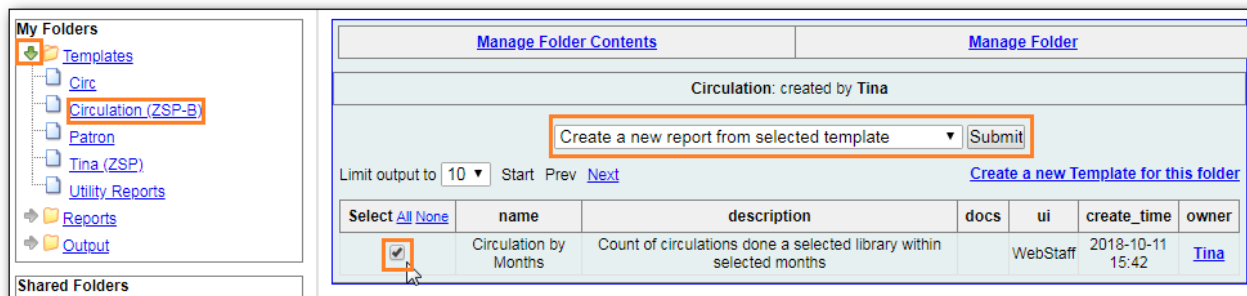 My Folders
Templates
Circ
Circulation (ZSP-B)
Patron
Tina (ZSP)
Utility Reports
Reports
Output
Shared Folders
Manage Folder Contents Manage Folder
Circulation: created by Tina
Create a new report from selected template Submit
Limit output to 10 Start Prev Next Create a new Template for this folder
Select All None name description docs ui create_time owner
Circulation by Count of circulations done a selected library within 2018-10-11
WebStaff Tina
Months selected months 15:42